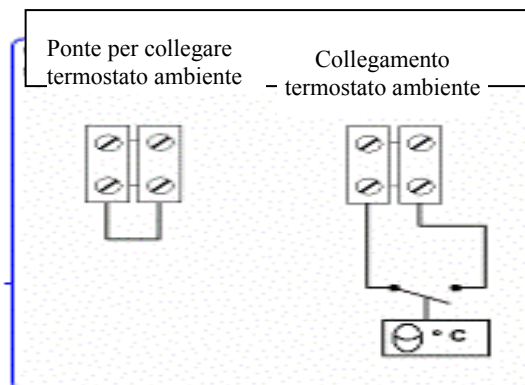 Ponte per collegare
termostato ambiente
Collegamento
termostato ambiente
° C